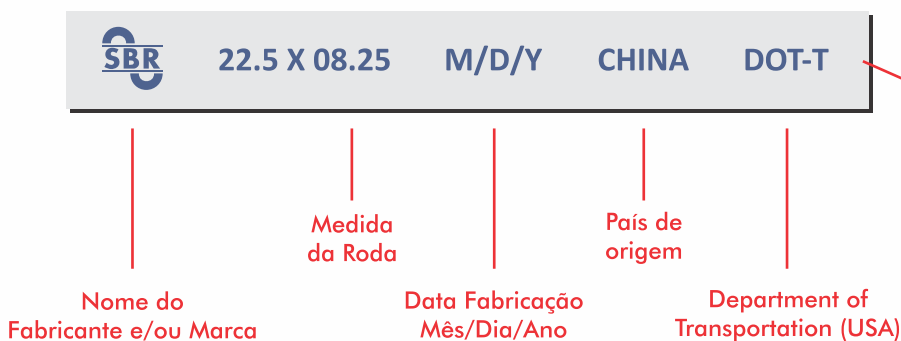 SBR 22.5 X 08.25 M/D/Y CHINA DOT-T
Medida
da Roda
País de
origem
Nome do
Fabricante e/ou Marca
Data Fabricação
Mês/Dia/Ano
Department of
Transportation (USA)